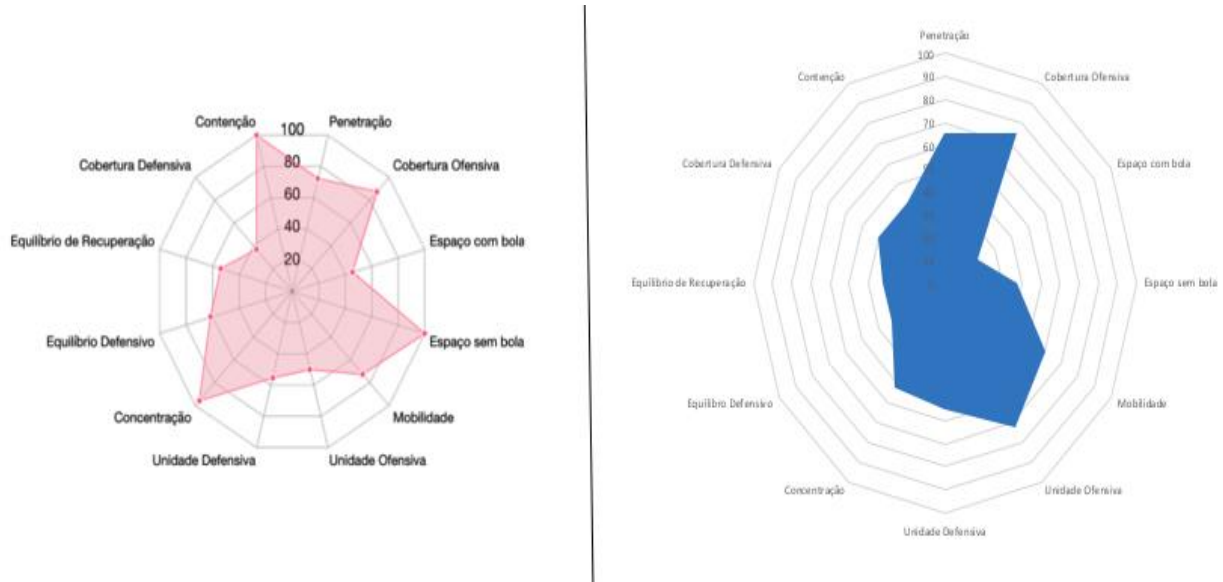 Contenção
Penetração
Cobertura Defensiva
Cobertura Ofensiva
Equilíbrio de Recuperação
Espaço com bola
Equilíbrio Defensivo
Espaço sem bola
Concentração
Mobilidade
Unidade Defensiva
Unidade Ofensiva
100
80
60
40
20
Penetração
Contenção
Cobertura Ofensiva
Cobertura Defensiva
Espaço com bola
Equilíbrio de Recuperação
Espaço sem bola
Equilibro Defensivo
Mobilidade
Concentração
Unidade Ofensiva
Unidade Defensiva
100
90
80
70
60